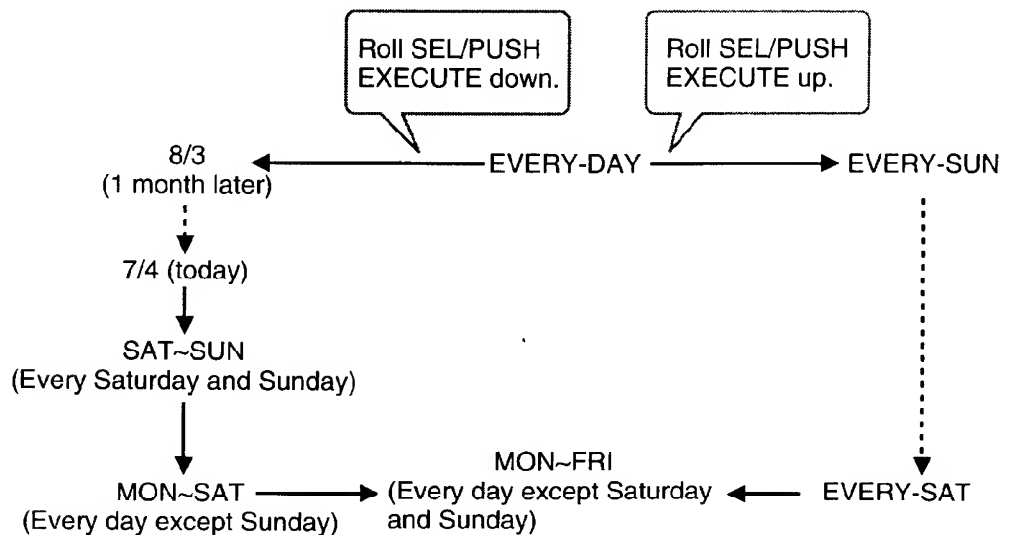 Roll SEL/PUSH
EXECUTE down.
Roll SEL/PUSH
EXECUTE up.
8/3
(1 month later)
EVERY-DAY
EVERY-SUN
7/4 (today)
SAT~SUN
(Every Saturday and Sunday)
MON~SAT
(Every day except Sunday)
MON~FRI
(Every day except Saturday
and Sunday)
EVERY-SAT